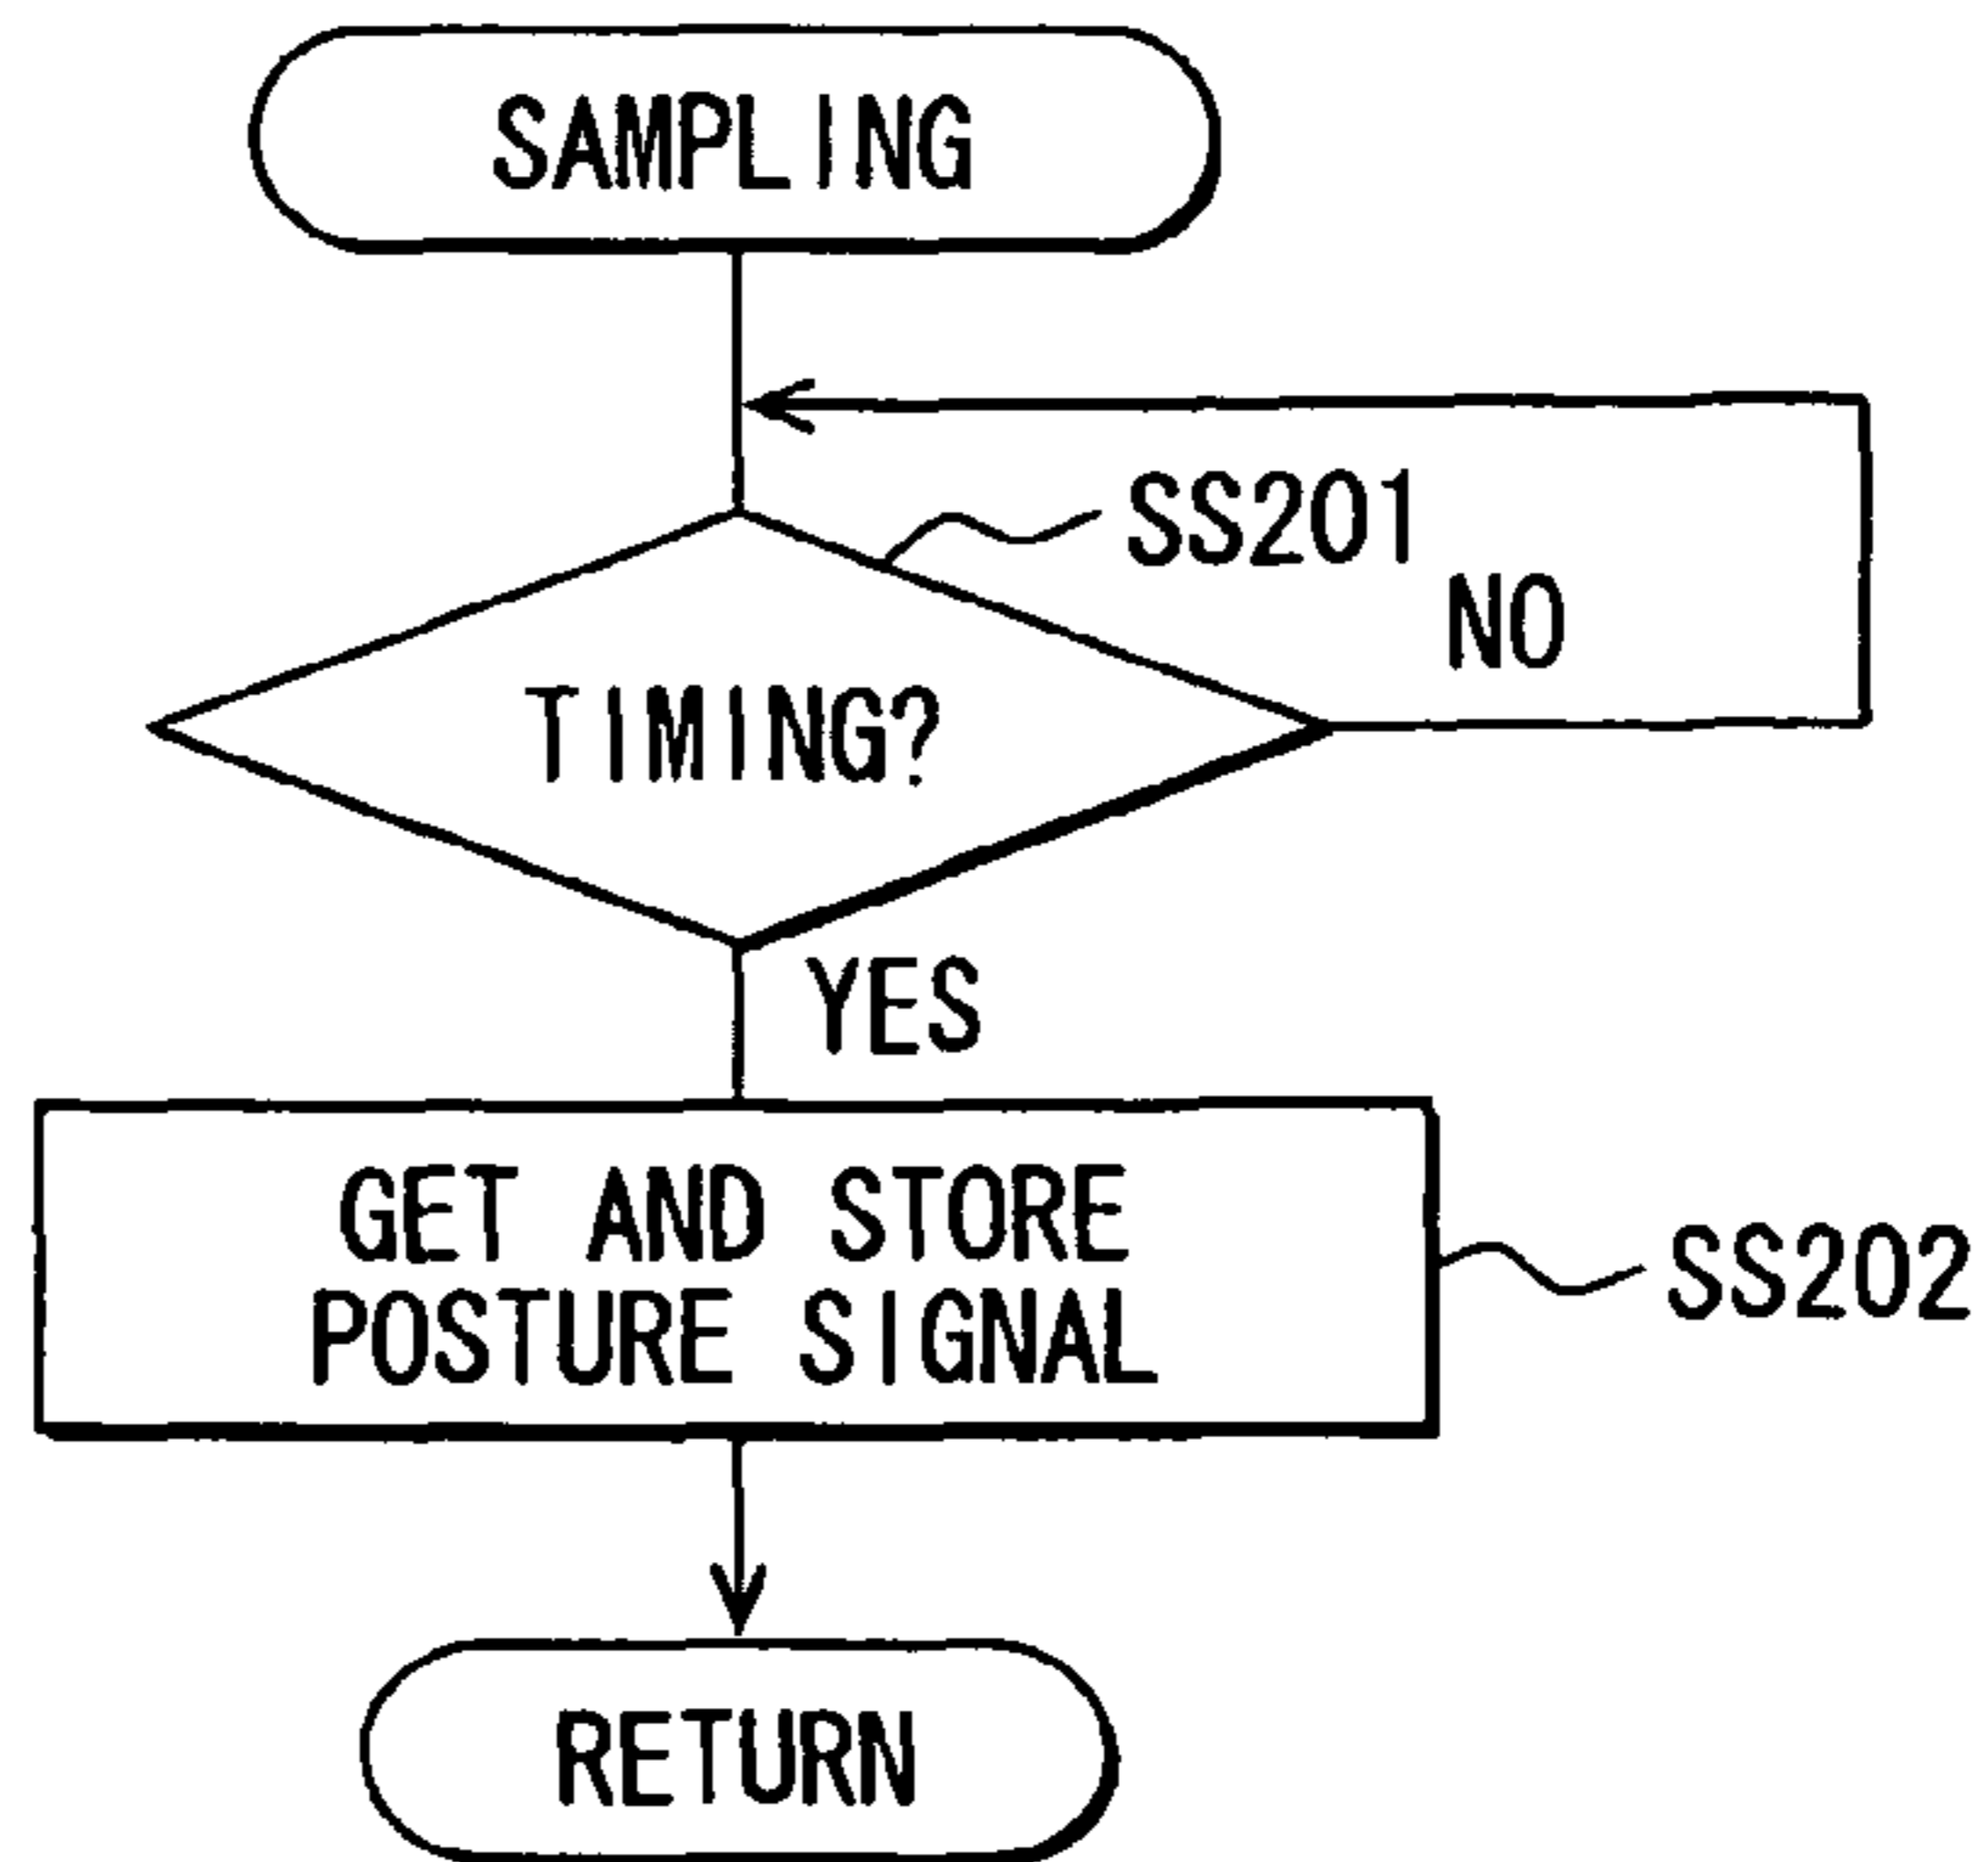 SAMPLING
SS201
NO
TIMING?
YES
GET AND STORE
POSTURE SIGNAL
SS202
RETURN